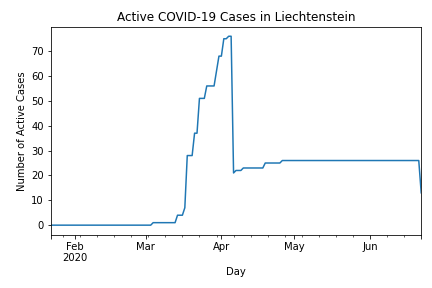 Active COVID-19 Cases in Liechtenstein
Number of Active Cases
70
60
50
40
30
20
10
0
Feb Mar Apr May Jun
2020
Day